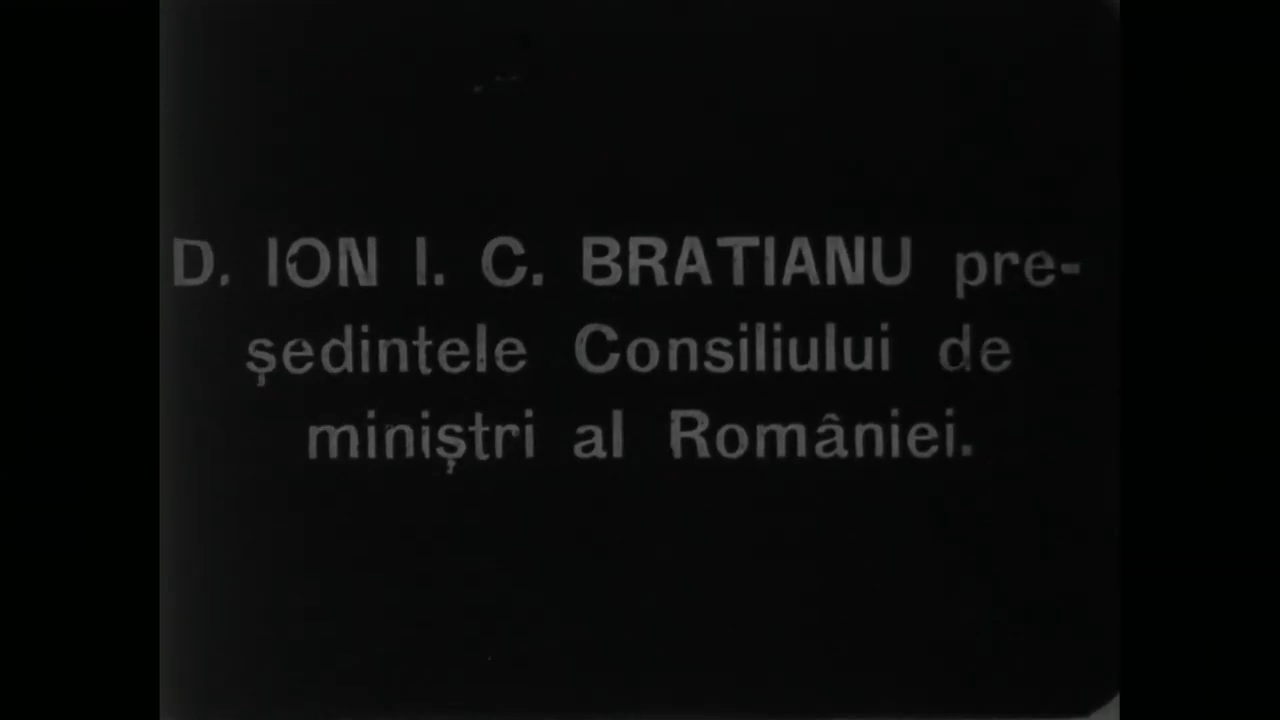 D. ION I. C. BRATIANU pre-
ședintele Consiliului de
miniștri al României.